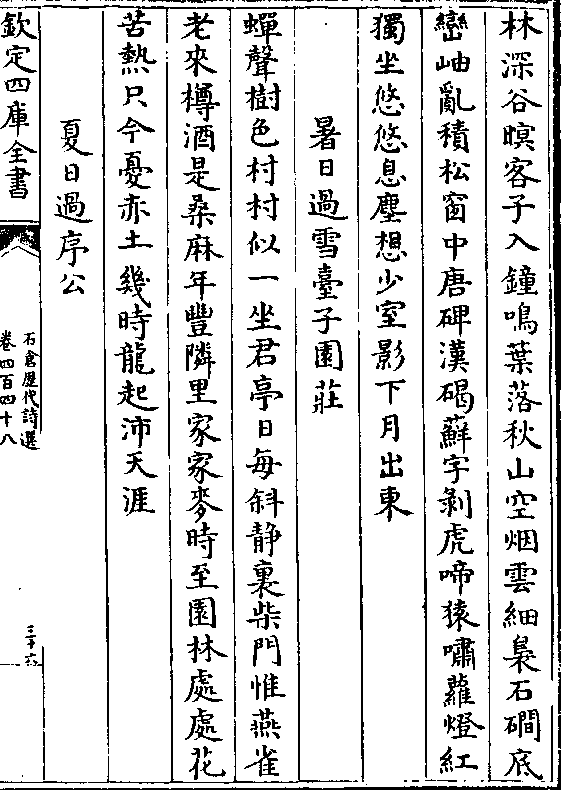 林深谷暝客子入鐘鳴葉落秋山空烟雲細裊石磵底
巒岫亂積松窗中唐碑漢碣蘚字剝虎啼猿嘯蘿燈紅
獨坐悠悠息塵想少室影下月出東
暑日過雪臺子園莊
蟬聲樹色村村似一坐君亭日每斜静裏柴門惟燕雀
老來樽酒是桑麻年豐隣里家家麥時至園林處處花
苦熱只今憂赤土幾時龍起沛天涯
夏日過序公
欽定四庫全書
石倉歷代詩選
卷四百四十八
三十六